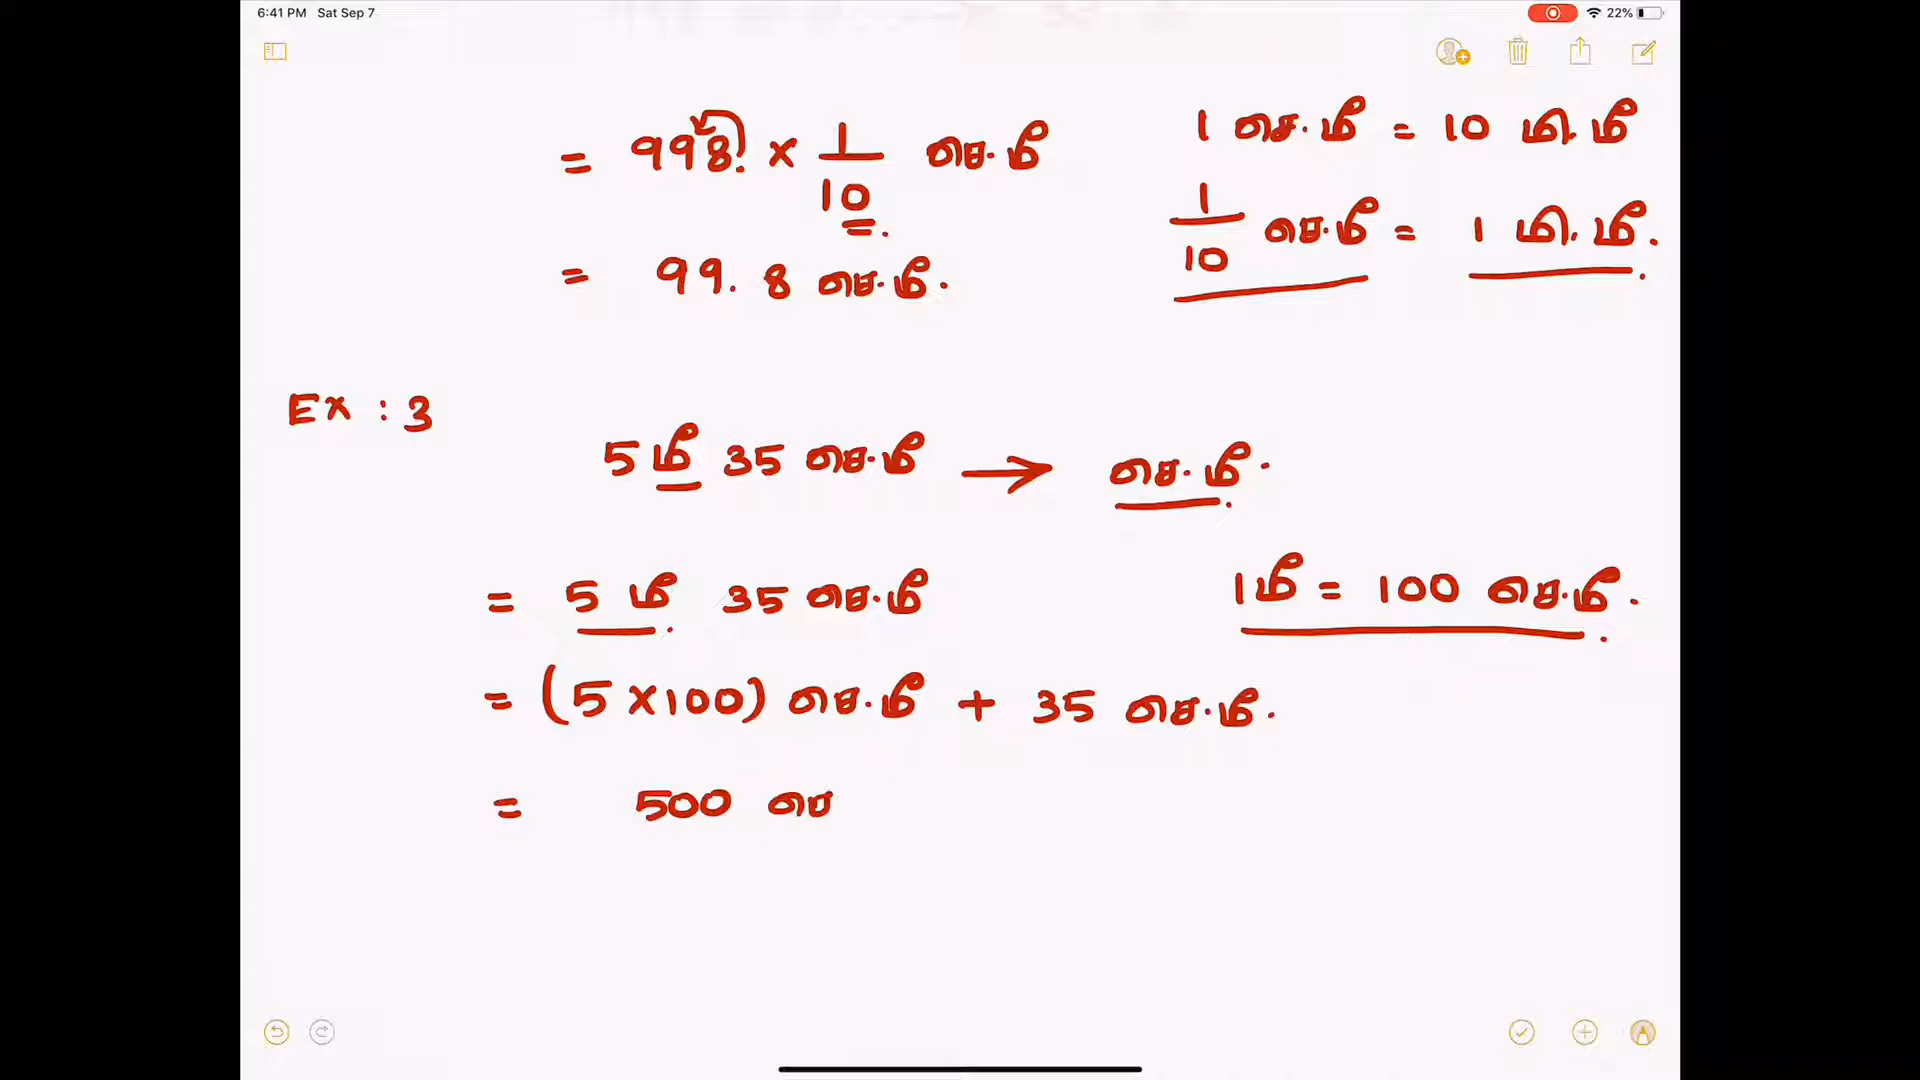 6:41 PM Sat Sep 7 22%
= 998. × 1/10 செ.மீ
1 செ.மீ = 10 மி.மீ
1/10 செ.மீ = 1 மி.மீ.
= 99.8 செ.மீ.
Ex : 3
5 மீ 35 செ.மீ → செ.மீ.
= 5 மீ 35 செ.மீ
1 மீ = 100 செ.மீ.
= (5 × 100) செ.மீ + 35 செ.மீ.
= 500 செ